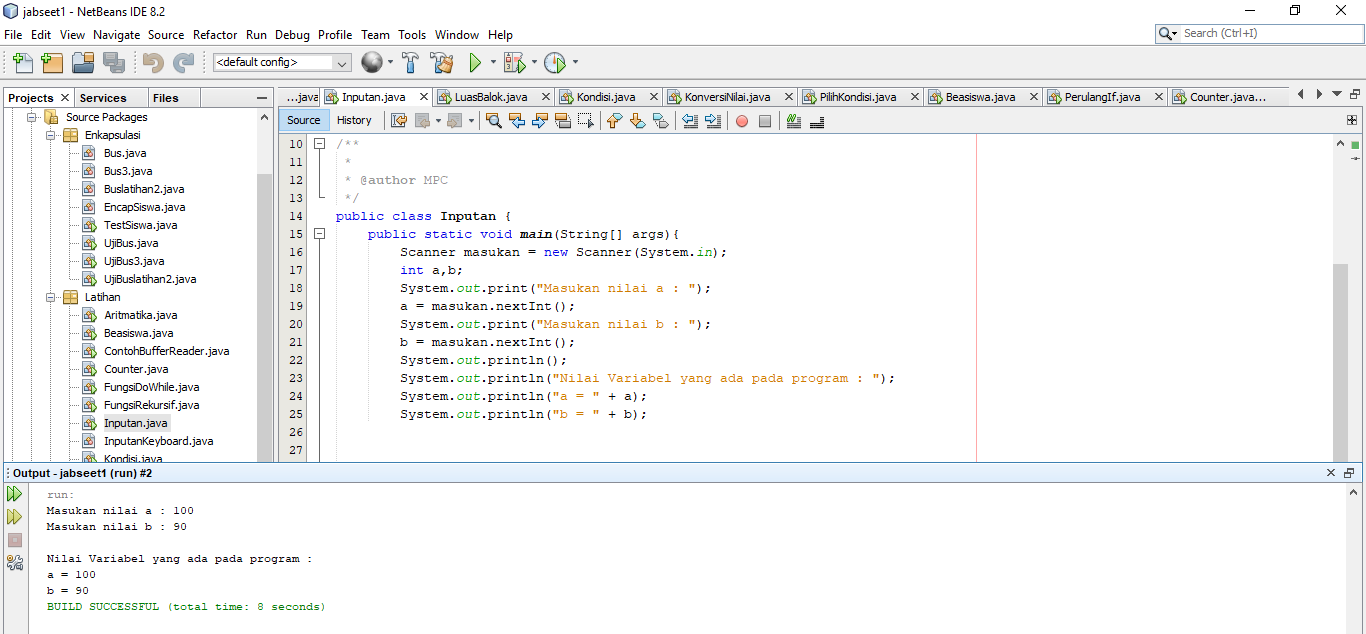 jabseet1 - NetBeans IDE 8.2
File Edit View Navigate Source Refactor Run Debug Profile Team Tools Window Help
Search (Ctrl+I)
<default config>
Projects Services Files
...java Inputan.java LuasBalok.java Kondisi.java KonversiNilai.java PilihKondisi.java Beasiswa.java PerulangIf.java Counter.java...
Source History
Source Packages
Enkapsulasi
Bus.java
Bus3.java
Buslatihan2.java
EncapSiswa.java
TestSiswa.java
UjiBus.java
UjiBus3.java
UjiBuslatihan2.java
Latihan
Aritmatika.java
Beasiswa.java
ContohBufferReader.java
Counter.java
FungsiDoWhile.java
FungsiRekursif.java
Inputan.java
InputanKeyboard.java
Kondisi.java
10 /**
11 *
12 * @author MPC
13 */
14 public class Inputan {
15 public static void main(String[] args){
16 Scanner masukan = new Scanner(System.in);
17 int a,b;
18 System.out.print("Masukan nilai a : ");
19 a = masukan.nextInt();
20 System.out.print("Masukan nilai b : ");
21 b = masukan.nextInt();
22 System.out.println();
23 System.out.println("Nilai Variabel yang ada pada program : ");
24 System.out.println("a = " + a);
25 System.out.println("b = " + b);
26
27
Output - jabseet1 (run) #2
run:
Masukan nilai a : 100
Masukan nilai b : 90
Nilai Variabel yang ada pada program :
a = 100
b = 90
BUILD SUCCESSFUL (total time: 8 seconds)